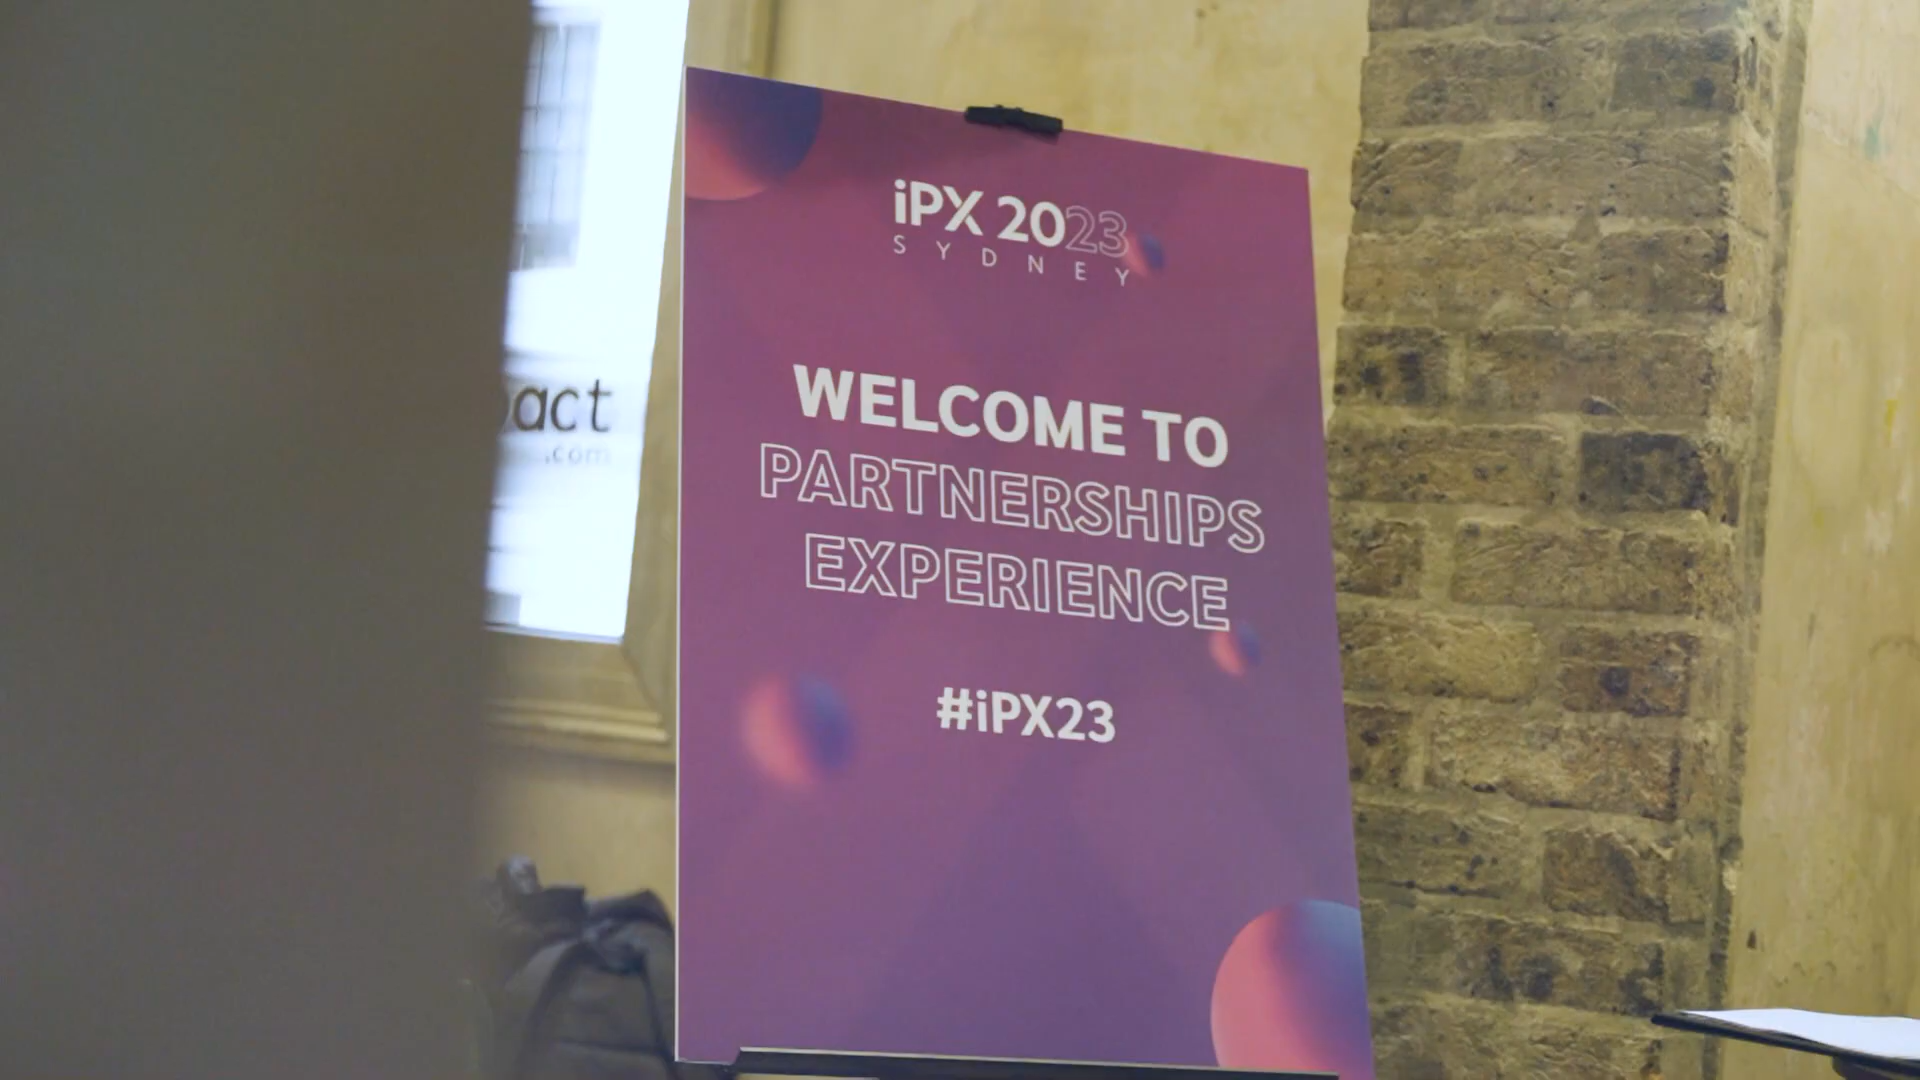 iPX 2023
SYDNEY
WELCOME TO
PARTNERSHIPS
EXPERIENCE
#iPX23
act
.com